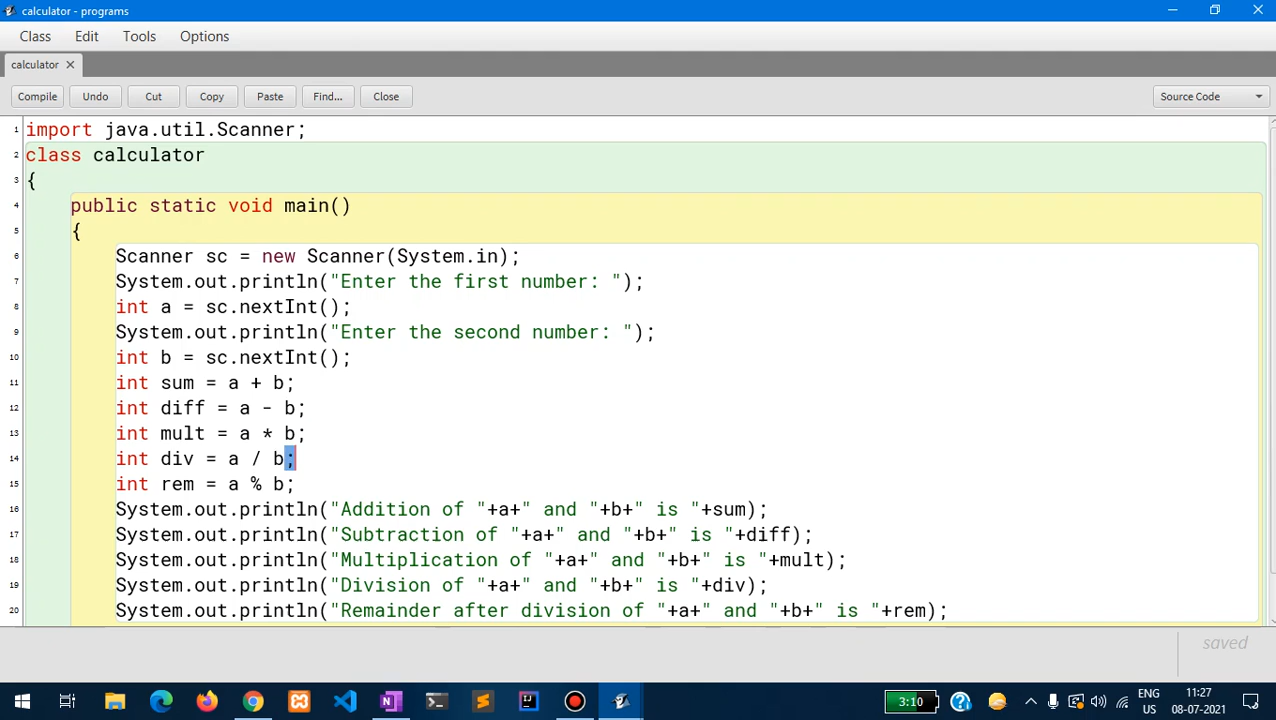 calculator - programs
Class Edit Tools Options
calculator
Compile Undo Cut Copy Paste Find... Close Source Code
1 import java.util.Scanner;
2 class calculator
3 {
4 public static void main()
5 {
6 Scanner sc = new Scanner(System.in);
7 System.out.println("Enter the first number: ");
8 int a = sc.nextInt();
9 System.out.println("Enter the second number: ");
10 int b = sc.nextInt();
11 int sum = a + b;
12 int diff = a - b;
13 int mult = a * b;
14 int div = a / b;
15 int rem = a % b;
16 System.out.println("Addition of "+a+" and "+b+" is "+sum);
17 System.out.println("Subtraction of "+a+" and "+b+" is "+diff);
18 System.out.println("Multiplication of "+a+" and "+b+" is "+mult);
19 System.out.println("Division of "+a+" and "+b+" is "+div);
20 System.out.println("Remainder after division of "+a+" and "+b+" is "+rem);
saved
3:10 ENG 11:27
US 08-07-2021